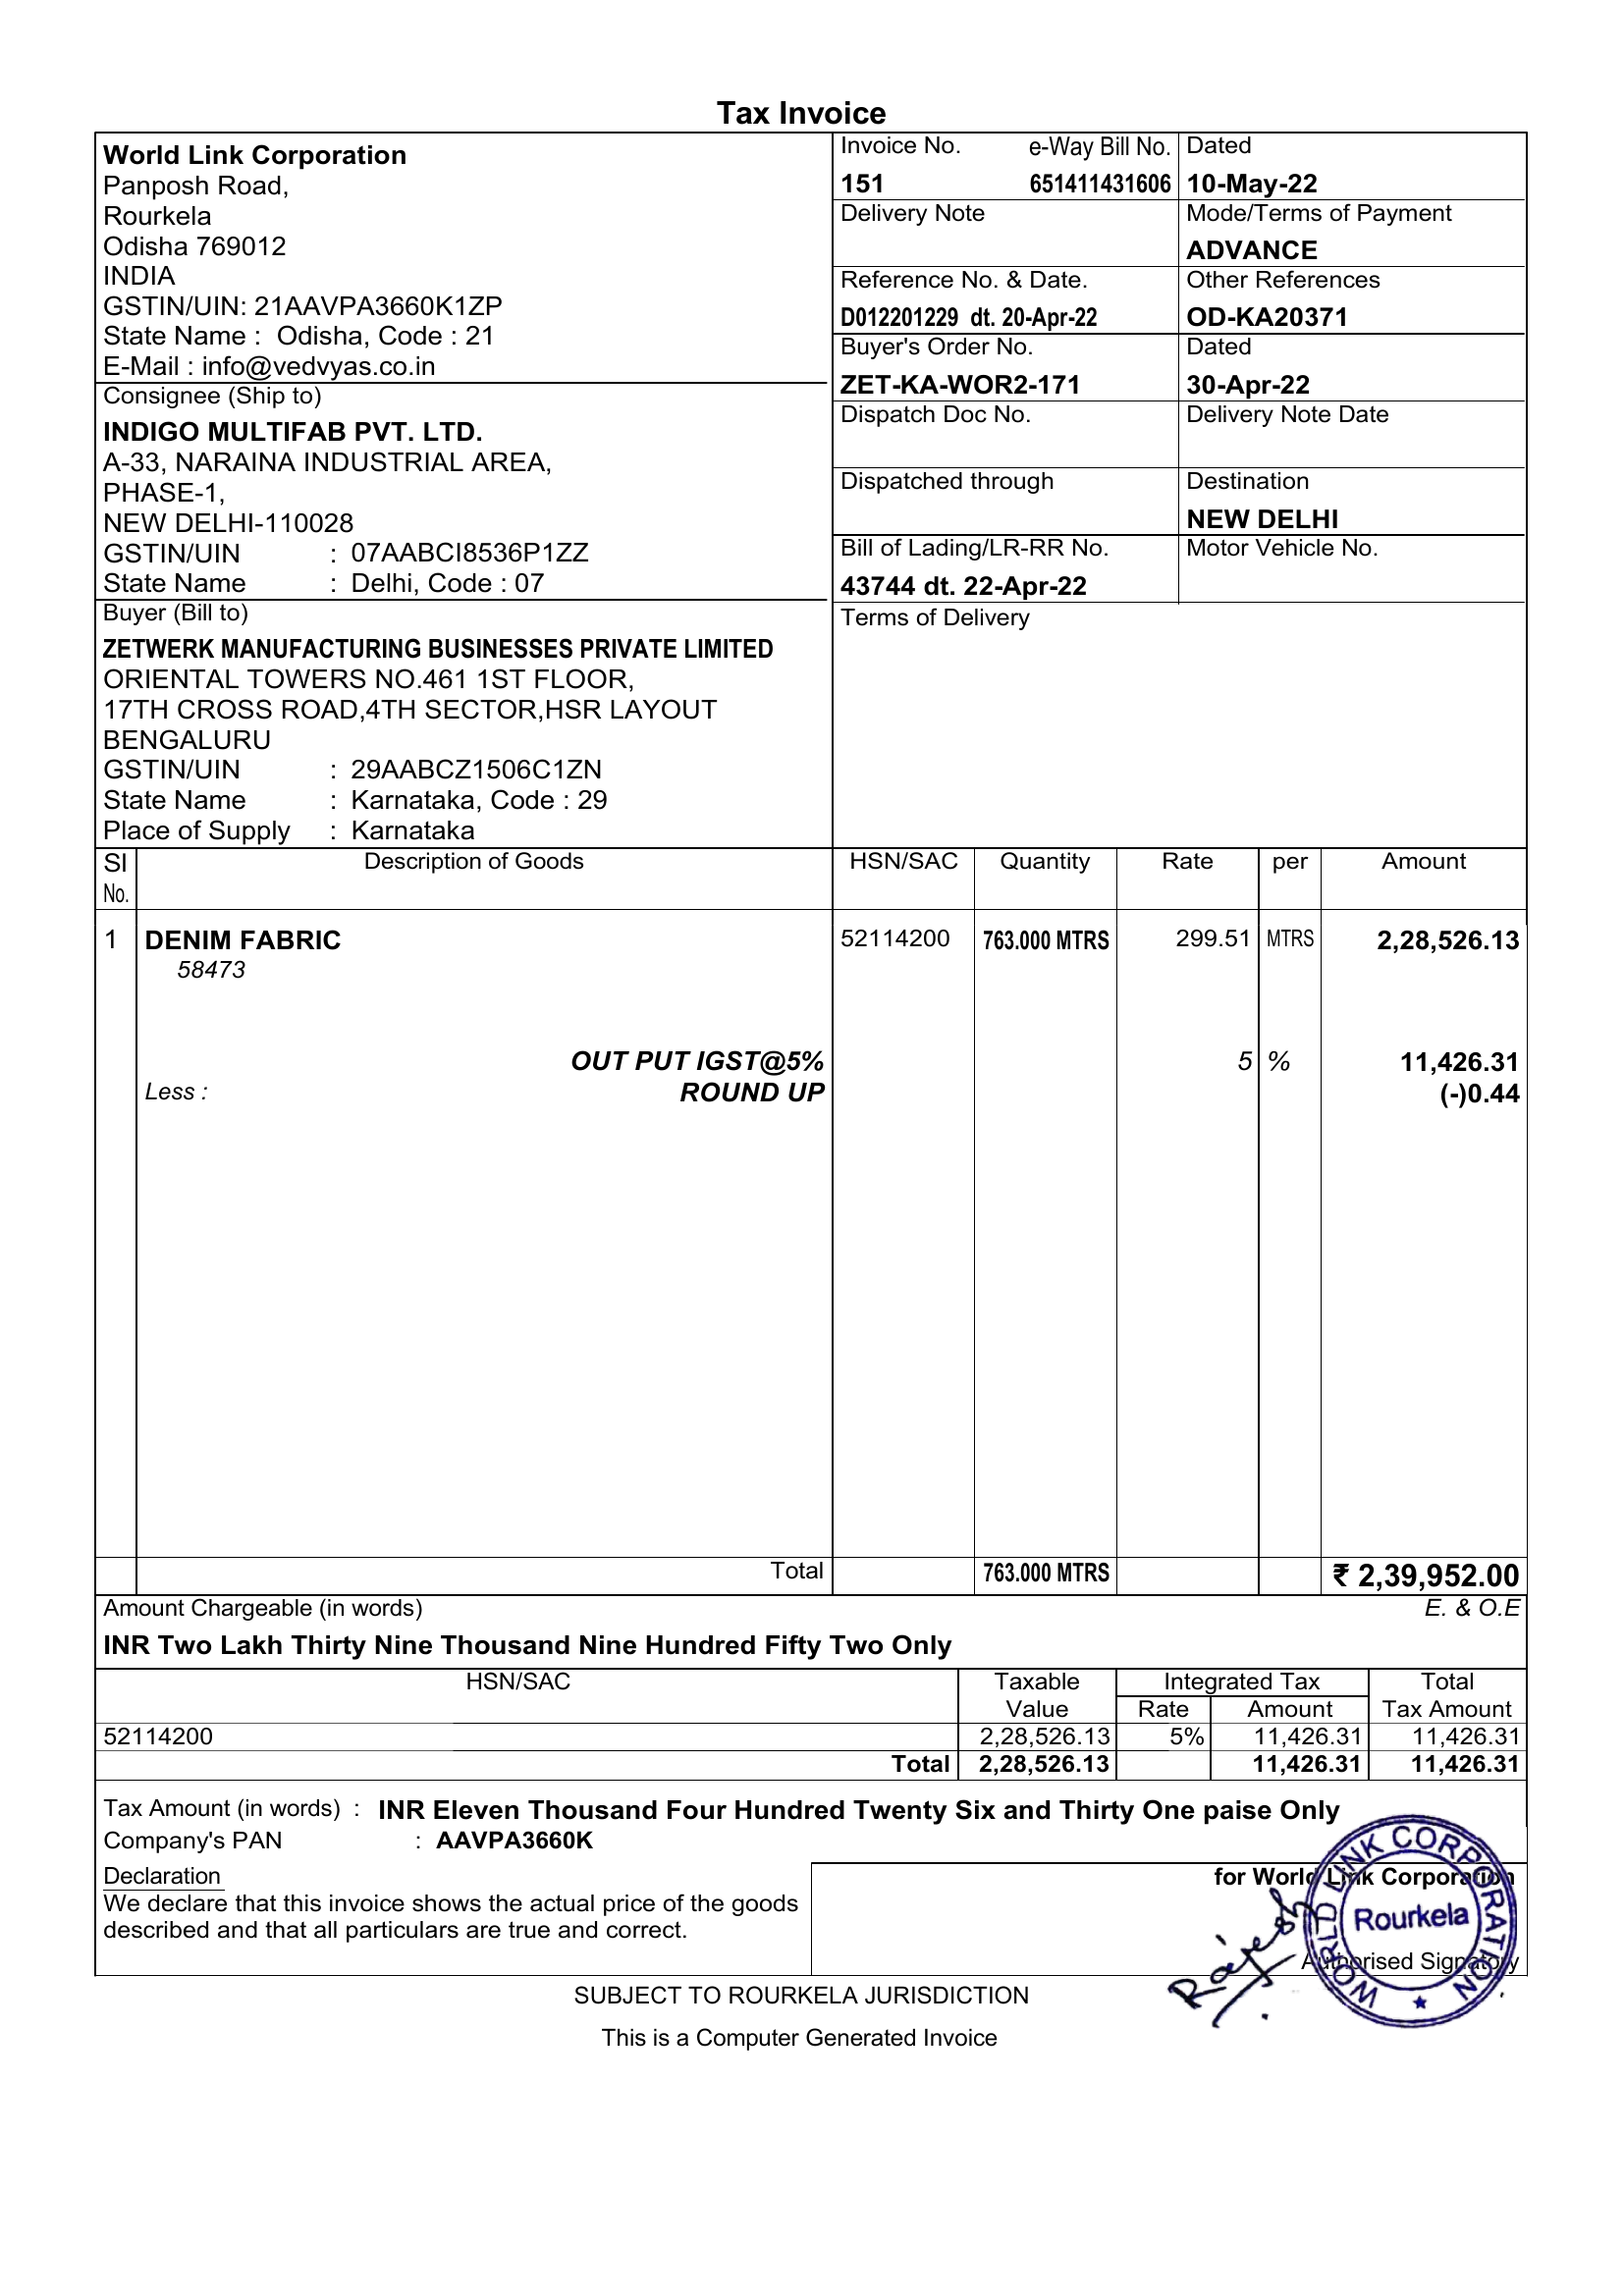 Tax Invoice
World Link Corporation
Panposh Road,
Rourkela
Odisha 769012
INDIA
GSTIN/UIN: 21AAVPA3660K1ZP
State Name : Odisha, Code : 21
E-Mail : info@vedvyas.co.in
Invoice No. e-Way Bill No. Dated
151 651411431606 10-May-22
Delivery Note Mode/Terms of Payment
ADVANCE
Reference No. & Date. Other References
D012201229 dt. 20-Apr-22 OD-KA20371
Buyer's Order No. Dated
ZET-KA-WOR2-171 30-Apr-22
Dispatch Doc No. Delivery Note Date
Dispatched through Destination
NEW DELHI
Bill of Lading/LR-RR No. Motor Vehicle No.
43744 dt. 22-Apr-22
Terms of Delivery
Consignee (Ship to)
INDIGO MULTIFAB PVT. LTD.
A-33, NARAINA INDUSTRIAL AREA,
PHASE-1,
NEW DELHI-110028
GSTIN/UIN : 07AABCI8536P1ZZ
State Name : Delhi, Code : 07
Buyer (Bill to)
ZETWERK MANUFACTURING BUSINESSES PRIVATE LIMITED
ORIENTAL TOWERS NO.461 1ST FLOOR,
17TH CROSS ROAD,4TH SECTOR,HSR LAYOUT
BENGALURU
GSTIN/UIN : 29AABCZ1506C1ZN
State Name : Karnataka, Code : 29
Place of Supply : Karnataka
Sl Description of Goods HSN/SAC Quantity Rate per Amount
No.
1 DENIM FABRIC 52114200 763.000 MTRS 299.51 MTRS 2,28,526.13
58473
OUT PUT IGST@5% 5 % 11,426.31
Less : ROUND UP (-)0.44
Total 763.000 MTRS ₹ 2,39,952.00
Amount Chargeable (in words) E. & O.E
INR Two Lakh Thirty Nine Thousand Nine Hundred Fifty Two Only
HSN/SAC Taxable Integrated Tax Total
Value Rate Amount Tax Amount
52114200 2,28,526.13 5% 11,426.31 11,426.31
Total 2,28,526.13 11,426.31 11,426.31
Tax Amount (in words) : INR Eleven Thousand Four Hundred Twenty Six and Thirty One paise Only
Company's PAN : AAVPA3660K
Declaration
We declare that this invoice shows the actual price of the goods
described and that all particulars are true and correct.
for World Link Corporation
WORLD LINK CORPORATION
Rourkela
Rajesh
Authorised Signatory
SUBJECT TO ROURKELA JURISDICTION
This is a Computer Generated Invoice